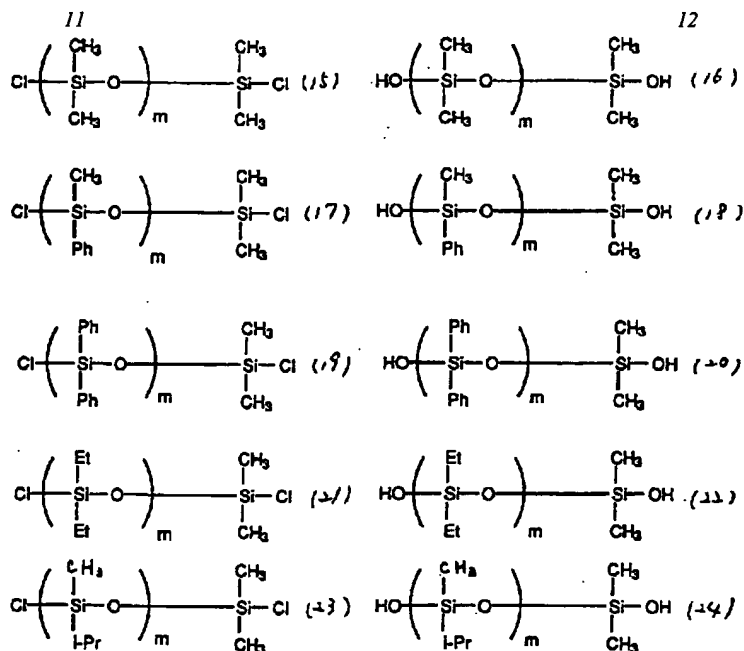 11 12
CH₃ CH₃ CH₃ CH₃
Cl Si O Si Cl (15) HO Si O Si OH (16)
CH₃ m CH₃ CH₃ m CH₃
CH₃ CH₃ CH₃ CH₃
Cl Si O Si Cl (17) HO Si O Si OH (18)
Ph m CH₃ Ph m CH₃
Ph CH₃ Ph CH₃
Cl Si O Si Cl (19) HO Si O Si OH (20)
Ph m CH₃ Ph m CH₃
Et CH₃ Et CH₃
Cl Si O Si Cl (21) HO Si O Si OH (22)
Et m CH₃ Et m CH₃
CH₃ CH₃ CH₃ CH₃
Cl Si O Si Cl (23) HO Si O Si OH (24)
i-Pr m CH₃ i-Pr m CH₃